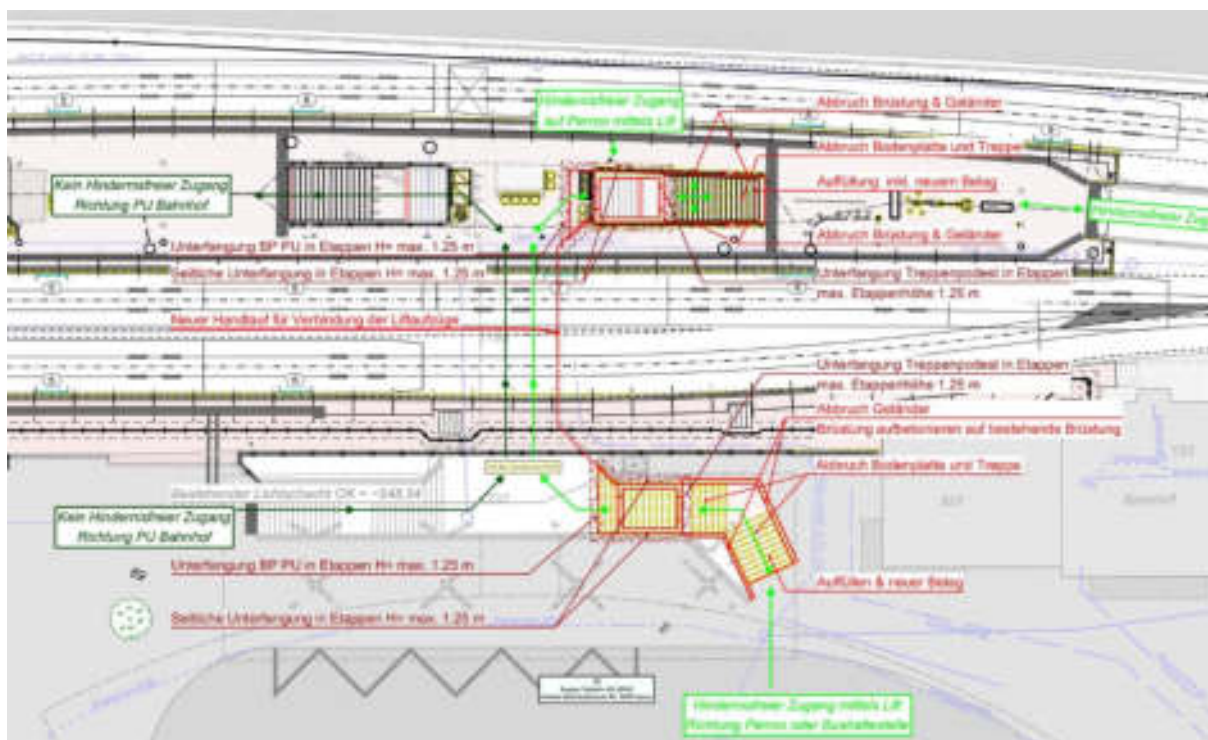 Hindernisfreier Zugang
auf Perron mittels Lift
Abbruch Brüstung & Geländer
Abbruch Bodenplatte und Treppe
Kein Hindernisfreier Zugang
Richtung PU Bahnhof
Auffüllung inkl. neuem Belag
Hindernisfreier Zug
Abbruch Brüstung & Geländer
Unterfangung BP PU in Etappen H= max. 1.25 m
Seitliche Unterfangung in Etappen H= max. 1.25 m
Unterfangung Treppenpodest in Etappen
max. Etappenhöhe 1.25 m
Neuer Handlauf für Verbindung der Liftaufzüge
Unterfangung Treppenpodest in Etappen
max. Etappenhöhe 1.25 m
Abbruch Geländer
Brüstung aufbetonieren auf bestehende Brüstung
Abbruch Bodenplatte und Treppe
Bestehender Lichtschacht OK =
Kein Hindernisfreier Zugang
Richtung PU Bahnhof
Unterfangung BP PU in Etappen H= max. 1.25 m
Auffüllen & neuer Belag
Seitliche Unterfangung in Etappen H= max. 1.25 m
Hindernisfreier Zugang mittels Lift
Richtung Perron oder Bushaltestelle